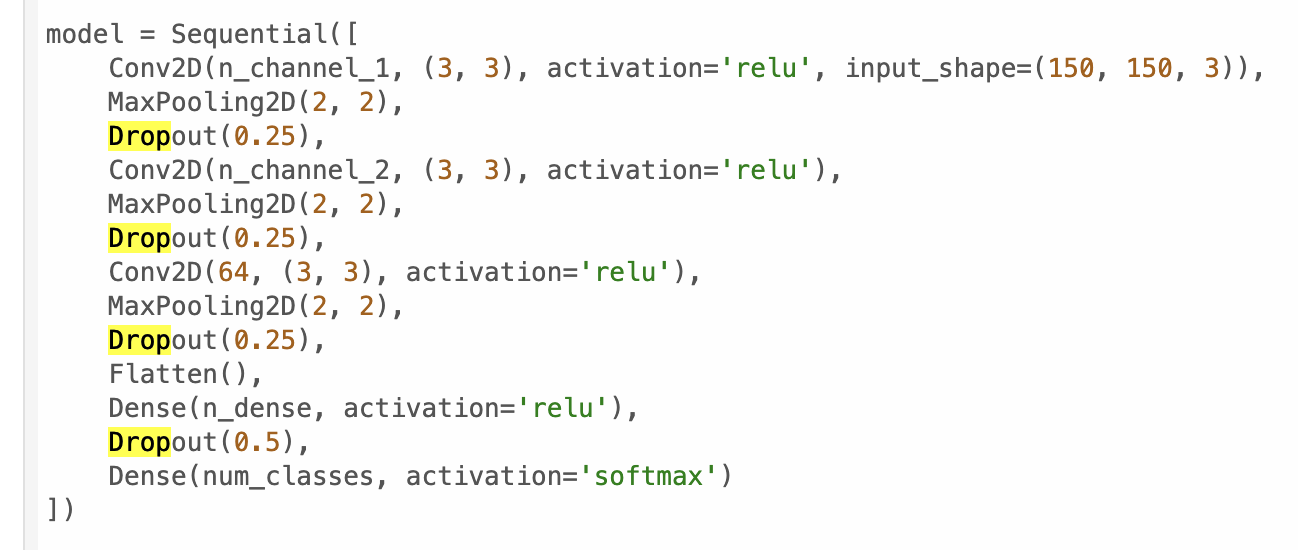 model = Sequential([
    Conv2D(n_channel_1, (3, 3), activation='relu', input_shape=(150, 150, 3)),
    MaxPooling2D(2, 2),
    Dropout(0.25),
    Conv2D(n_channel_2, (3, 3), activation='relu'),
    MaxPooling2D(2, 2),
    Dropout(0.25),
    Conv2D(64, (3, 3), activation='relu'),
    MaxPooling2D(2, 2),
    Dropout(0.25),
    Flatten(),
    Dense(n_dense, activation='relu'),
    Dropout(0.5),
    Dense(num_classes, activation='softmax')
])